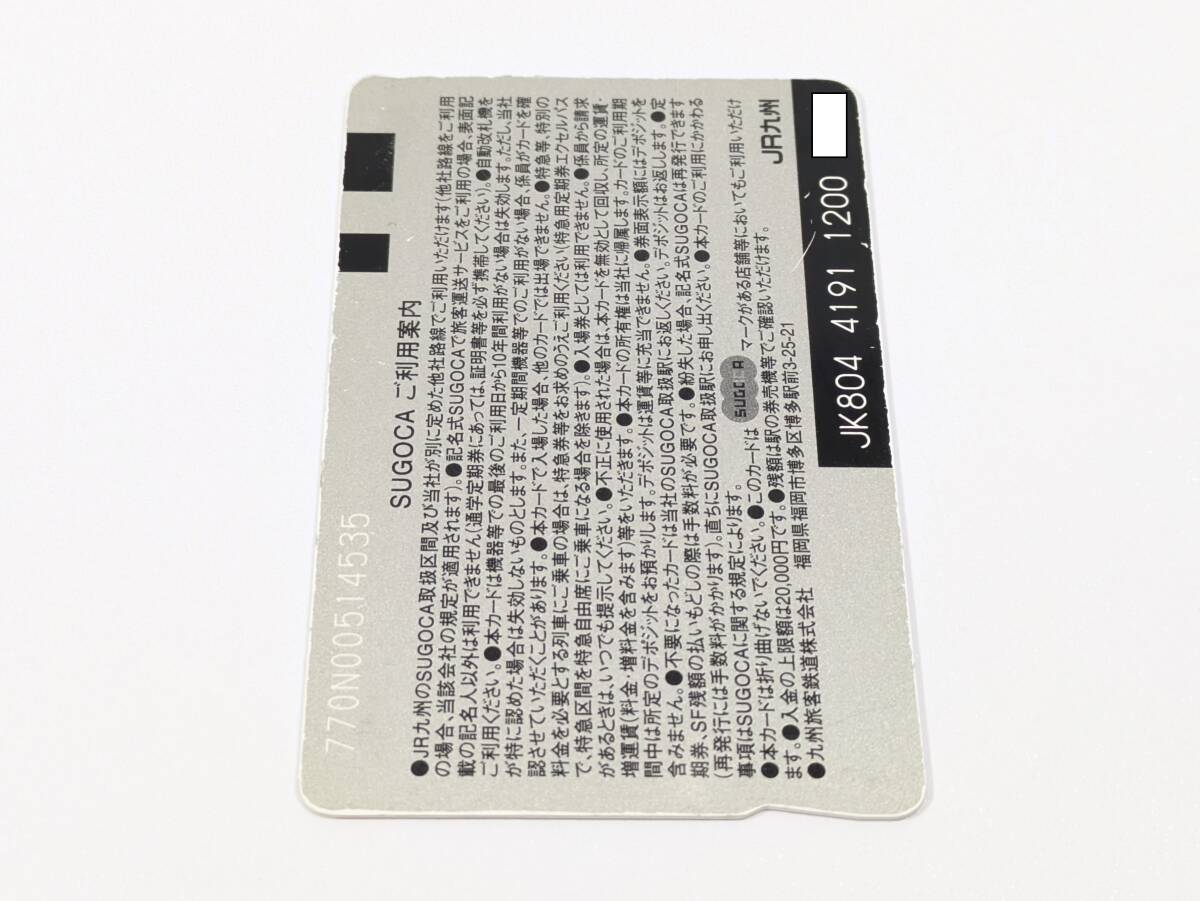 770N00514535
SUGOCA ご利用案内
●JR九州のSUGOCA取扱区間及び当社が別に定めた他社路線でご利用いただけます(他社路線をご利用
の場合、当該会社の規定が適用されます)。●記名式SUGOCAで旅客運送サービスをご利用の場合、表面記
載の記名人以外は利用できません(通学定期券にあっては、証明書等を必ず携帯してください)。●自動改札機を
ご利用ください。●本カードは機器等での最後のご利用日から10年間利用がない場合は失効します。ただし、当社
が特に認めた場合は失効しないものとします。また、一定期間機器等でのご利用がない場合、係員がカードを確
認させていただくことがあります。●本カードで入場した場合、他のカードでは出場できません。●特急等、特別の
料金を必要とする列車にご乗車の場合は、特急券等をお求めのうえご利用ください(特急用定期券エクセルパス
で、特急区間を特急自由席にご乗車になる場合を除きます)。●入場券としては利用できません。●係員から請求
があるときは、いつでも提示してください。●不正に使用された場合は、本カードを無効として回収し、所定の運賃・
増運賃(料金・増料金を含みます)等をいただきます。●本カードの所有権は当社に帰属します。カードのご利用期
間中は所定のデポジットをお預かりします。デポジットは運賃等に充当できません。●券面表示額にはデポジットを
含みません。●不要になったカードは当社のSUGOCA取扱駅にお返しください。デポジットはお返しします。●定
期券、SF残額の払いもどしの際は手数料が必要です。●紛失した場合、記名式SUGOCAは再発行できます
(再発行には手数料がかかります)。直ちにSUGOCA取扱駅にお申し出ください。●本カードのご利用にかかわる
事項はSUGOCAに関する規定によります。
●本カードは折り曲げないでください。●このカードは SUGOCA マークがある店舗等においてもご利用いただけ
ます。●入金の上限額は20,000円です。●残額は駅の券売機等でご確認いただけます。
●九州旅客鉄道株式会社 福岡県福岡市博多区博多駅前3-25-21
JR九州
JK804 4191 1200